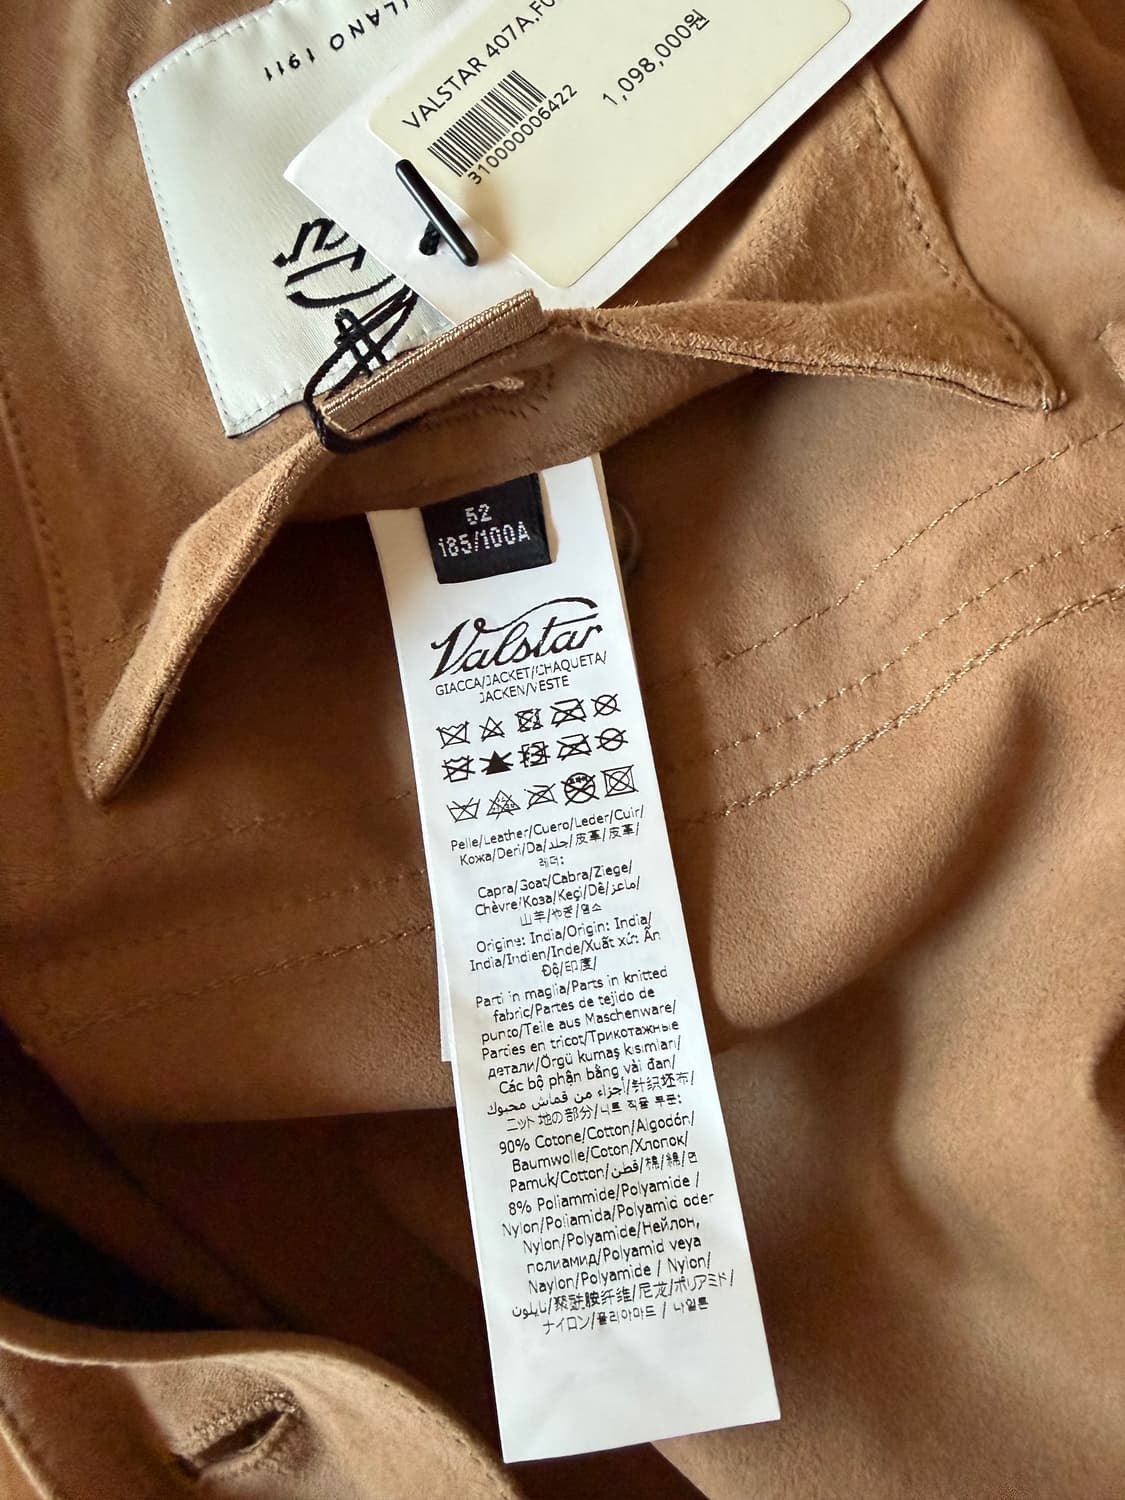 MILANO 1911
VALSTAR 407A.F
310000006422
1,098,000원
52
185/100A
Valstar
GIACCA/JACKET/CHAQUETA/
JACKEN/VESTE
Pelle/Leather/Cuero/Leder/Cuir/
Кожа/Deri/Da/جلد/皮革/皮革/
레더:
Capra/Goat/Cabra/Ziege/
Chèvre/Коза/Keçi/Dê/ماعز/
山羊/やぎ/염소
Origine: India/Origin: India/
India/Indien/Inde/Xuất xứ: Ấn
Độ/印度/
Parti in maglia/Parts in knitted
fabric/Partes de tejido de
punto/Teile aus Maschenware/
Parties en tricot/Трикотажные
детали/Örgü kumaş kısımları/
Các bộ phận bằng vải đan/
أجزاء من قماش محبوك/针织坯布/
ニット地の部分/니트 직물 부문:
90% Cotone/Cotton/Algodón/
Baumwolle/Coton/Хлопок/
Pamuk/Cotton/قطن/棉/綿/면
8% Poliammide/Polyamide /
Nylon/Poliamida/Polyamid oder
Nylon/Polyamide/Нейлон,
полиамид/Polyamid veya
Naylon/Polyamide / Nylon/
نايلون/聚酰胺纤维/尼龙/ポリアミド/
ナイロン/폴리아마드 / 나일론